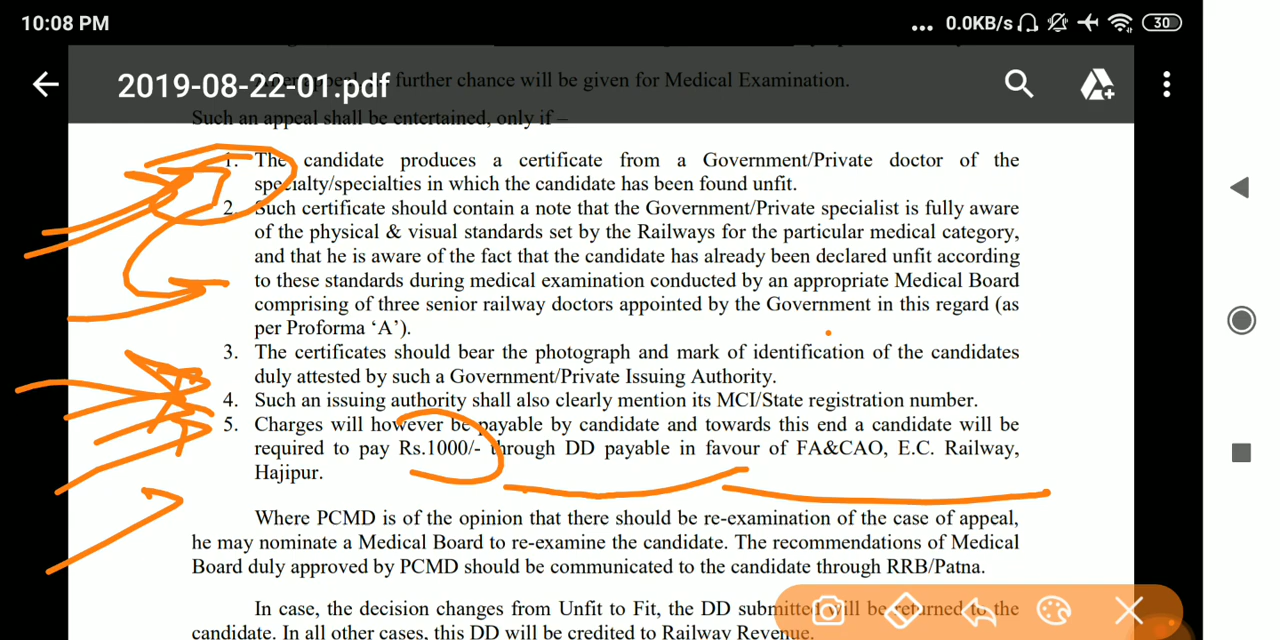 10:08 PM
... 0.0KB/s 30
2019-08-22-01.pdf
further chance will be given for Medical Examination.
Such an appeal shall be entertained, only if –
1. The candidate produces a certificate from a Government/Private doctor of the
specialty/specialties in which the candidate has been found unfit.
2. Such certificate should contain a note that the Government/Private specialist is fully aware
of the physical & visual standards set by the Railways for the particular medical category,
and that he is aware of the fact that the candidate has already been declared unfit according
to these standards during medical examination conducted by an appropriate Medical Board
comprising of three senior railway doctors appointed by the Government in this regard (as
per Proforma ‘A’).
3. The certificates should bear the photograph and mark of identification of the candidates
duly attested by such a Government/Private Issuing Authority.
4. Such an issuing authority shall also clearly mention its MCI/State registration number.
5. Charges will however be payable by candidate and towards this end a candidate will be
required to pay Rs.1000/- through DD payable in favour of FA&CAO, E.C. Railway,
Hajipur.
Where PCMD is of the opinion that there should be re-examination of the case of appeal,
he may nominate a Medical Board to re-examine the candidate. The recommendations of Medical
Board duly approved by PCMD should be communicated to the candidate through RRB/Patna.
In case, the decision changes from Unfit to Fit, the DD submitted will be returned to the
candidate. In all other cases, this DD will be credited to Railway Revenue.